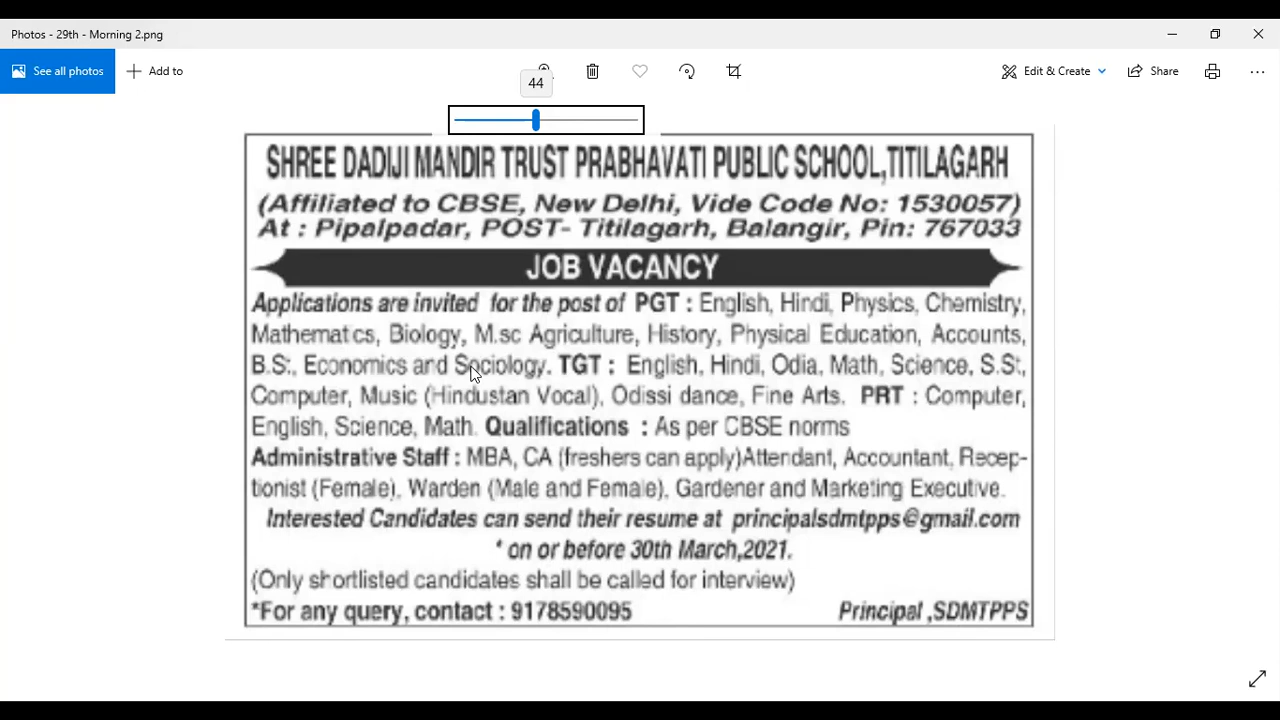 Photos - 29th - Morning 2.png
See all photos
Add to
Edit & Create
Share
44
SHREE DADIJI MANDIR TRUST PRABHAVATI PUBLIC SCHOOL,TITILAGARH
(Affiliated to CBSE, New Delhi, Vide Code No: 1530057)
At : Pipalpadar, POST- Titilagarh, Balangir, Pin: 767033
JOB VACANCY
Applications are invited for the post of PGT : English, Hindi, Physics, Chemistry,
Mathematics, Biology, M.sc Agriculture, History, Physical Education, Accounts,
B.St, Economics and Sociology. TGT : English, Hindi, Odia, Math, Science, S.St,
Computer, Music (Hindustan Vocal), Odissi dance, Fine Arts. PRT : Computer,
English, Science, Math. Qualifications : As per CBSE norms
Administrative Staff : MBA, CA (freshers can apply)Attendant, Accountant, Recep-
tionist (Female), Warden (Male and Female), Gardener and Marketing Executive.
Interested Candidates can send their resume at principalsdmtpps@gmail.com
* on or before 30th March,2021.
(Only shortlisted candidates shall be called for interview)
*For any query, contact : 9178590095 Principal ,SDMTPPS